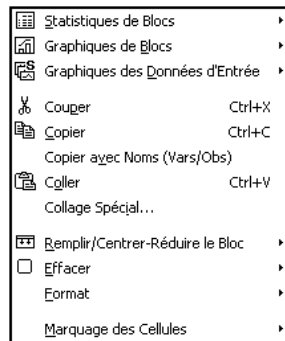 Statistiques de Blocs
Graphiques de Blocs
Graphiques des Données d'Entrée
Couper Ctrl+X
Copier Ctrl+C
Copier avec Noms (Vars/Obs)
Coller Ctrl+V
Collage Spécial...
Remplir/Centrer-Réduire le Bloc
Effacer
Format
Marquage des Cellules